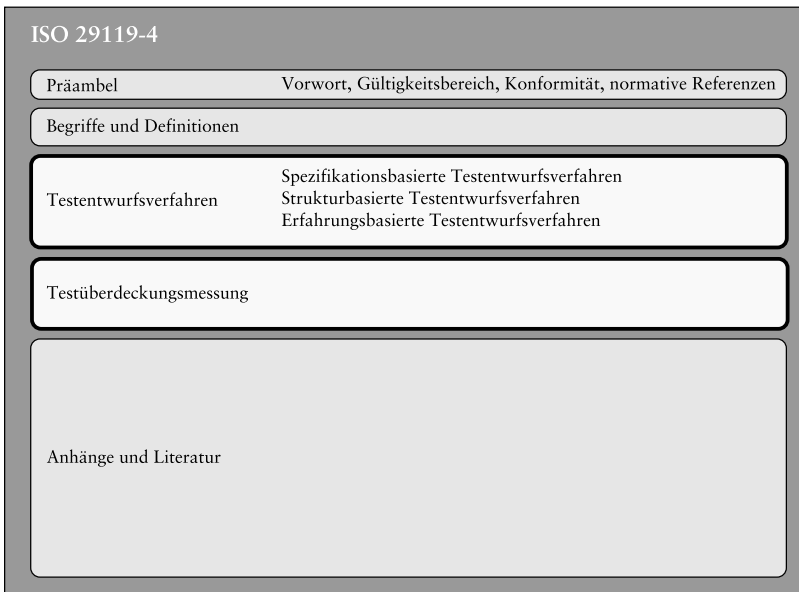 ISO 29119-4
Präambel Vorwort, Gültigkeitsbereich, Konformität, normative Referenzen
Begriffe und Definitionen
Testentwurfsverfahren
Spezifikationsbasierte Testentwurfsverfahren
Strukturbasierte Testentwurfsverfahren
Erfahrungsbasierte Testentwurfsverfahren
Testüberdeckungsmessung
Anhänge und Literatur